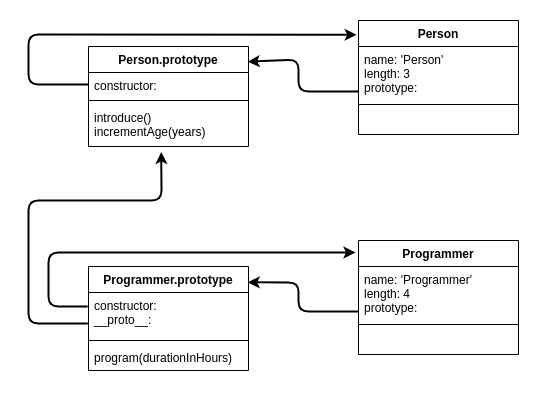 Person
name: 'Person'
length: 3
prototype:
Person.prototype
constructor:
introduce()
incrementAge(years)
Programmer
name: 'Programmer'
length: 4
prototype:
Programmer.prototype
constructor:
__proto__:
program(durationInHours)